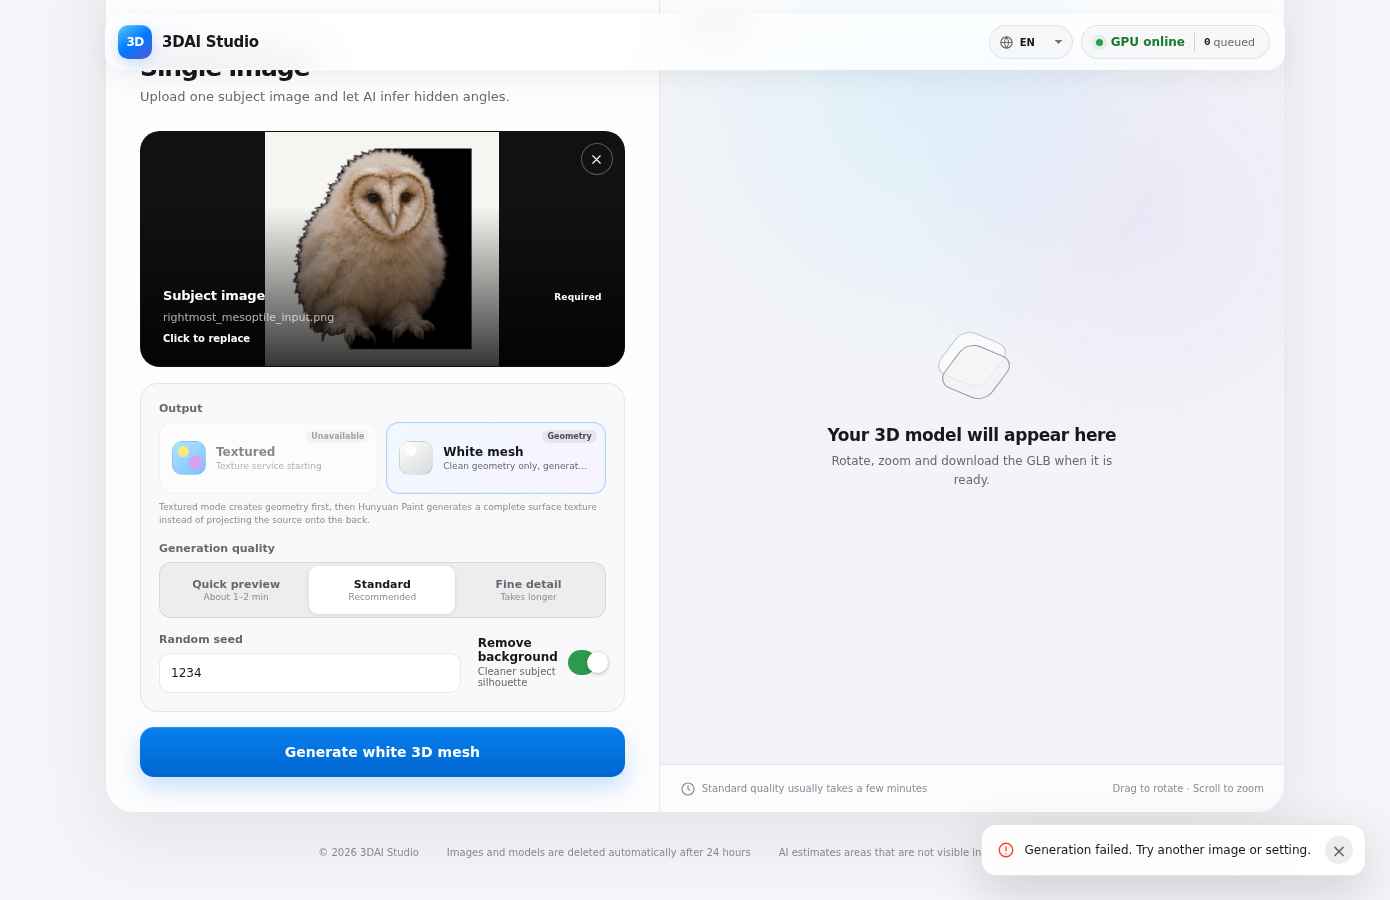 3D
3DAI Studio
EN
GPU online
0 queued
Single image
Upload one subject image and let AI infer hidden angles.
Subject image
Required
rightmost_mesoptile_input.png
Click to replace
Output
Unavailable
Textured
Texture service starting
Geometry
White mesh
Clean geometry only, generat...
Textured mode creates geometry first, then Hunyuan Paint generates a complete surface texture
instead of projecting the source onto the back.
Generation quality
Quick preview
About 1–2 min
Standard
Recommended
Fine detail
Takes longer
Random seed
1234
Remove
background
Cleaner subject
silhouette
Generate white 3D mesh
Your 3D model will appear here
Rotate, zoom and download the GLB when it is
ready.
Standard quality usually takes a few minutes
Drag to rotate · Scroll to zoom
© 2026 3DAI Studio
Images and models are deleted automatically after 24 hours
AI estimates areas that are not visible in
Generation failed. Try another image or setting.